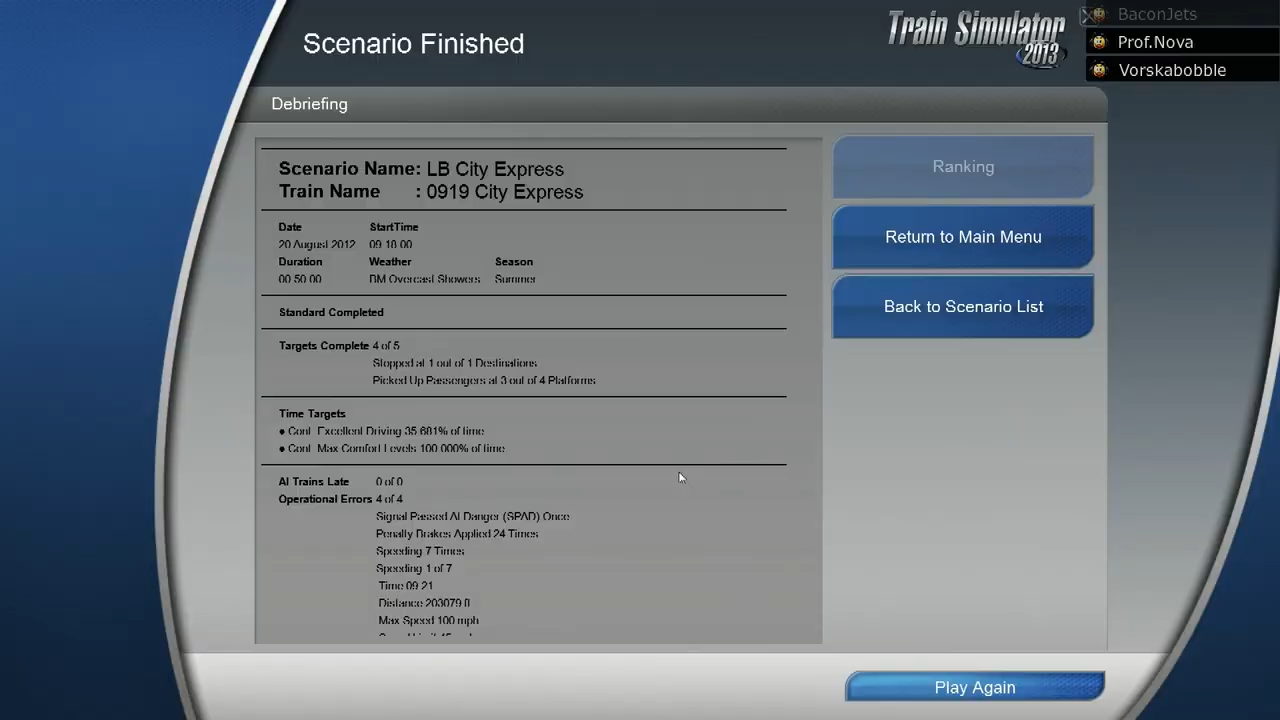 Scenario Finished
Train Simulator
2013
BaconJets
Prof.Nova
Vorskabobble
Debriefing
Scenario Name: LB City Express
Train Name : 0919 City Express
Date StartTime
20 August 2012 09 18 00
Duration Weather Season
00 50 00 BM Overcast Showers Summer
Standard Completed
Targets Complete 4 of 5
Stopped at 1 out of 1 Destinations
Picked Up Passengers at 3 out of 4 Platforms
Time Targets
● Cont. Excellent Driving 35.681% of time
● Cont. Max Comfort Levels 100.000% of time
AI Trains Late 0 of 0
Operational Errors 4 of 4
Signal Passed At Danger (SPAD) Once
Penalty Brakes Applied 24 Times
Speeding 7 Times
Speeding 1 of 7
Time 09 21
Distance 203079 ft
Max Speed 100 mph
Ranking
Return to Main Menu
Back to Scenario List
Play Again